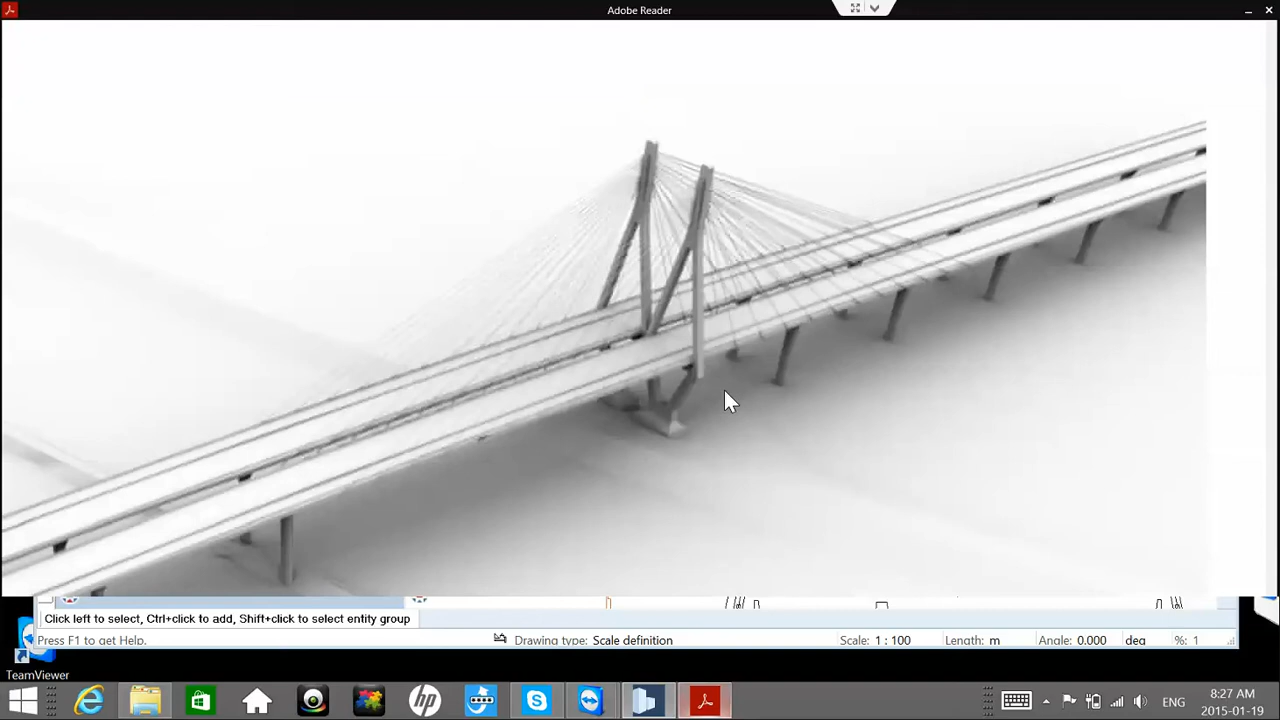 Adobe Reader
Click left to select, Ctrl+click to add, Shift+click to select entity group
Press F1 to get Help.
Drawing type: Scale definition
Scale: 1 : 100
Length: m
Angle: 0.000
deg
%: 1
TeamViewer
hp
ENG
8:27 AM
2015-01-19